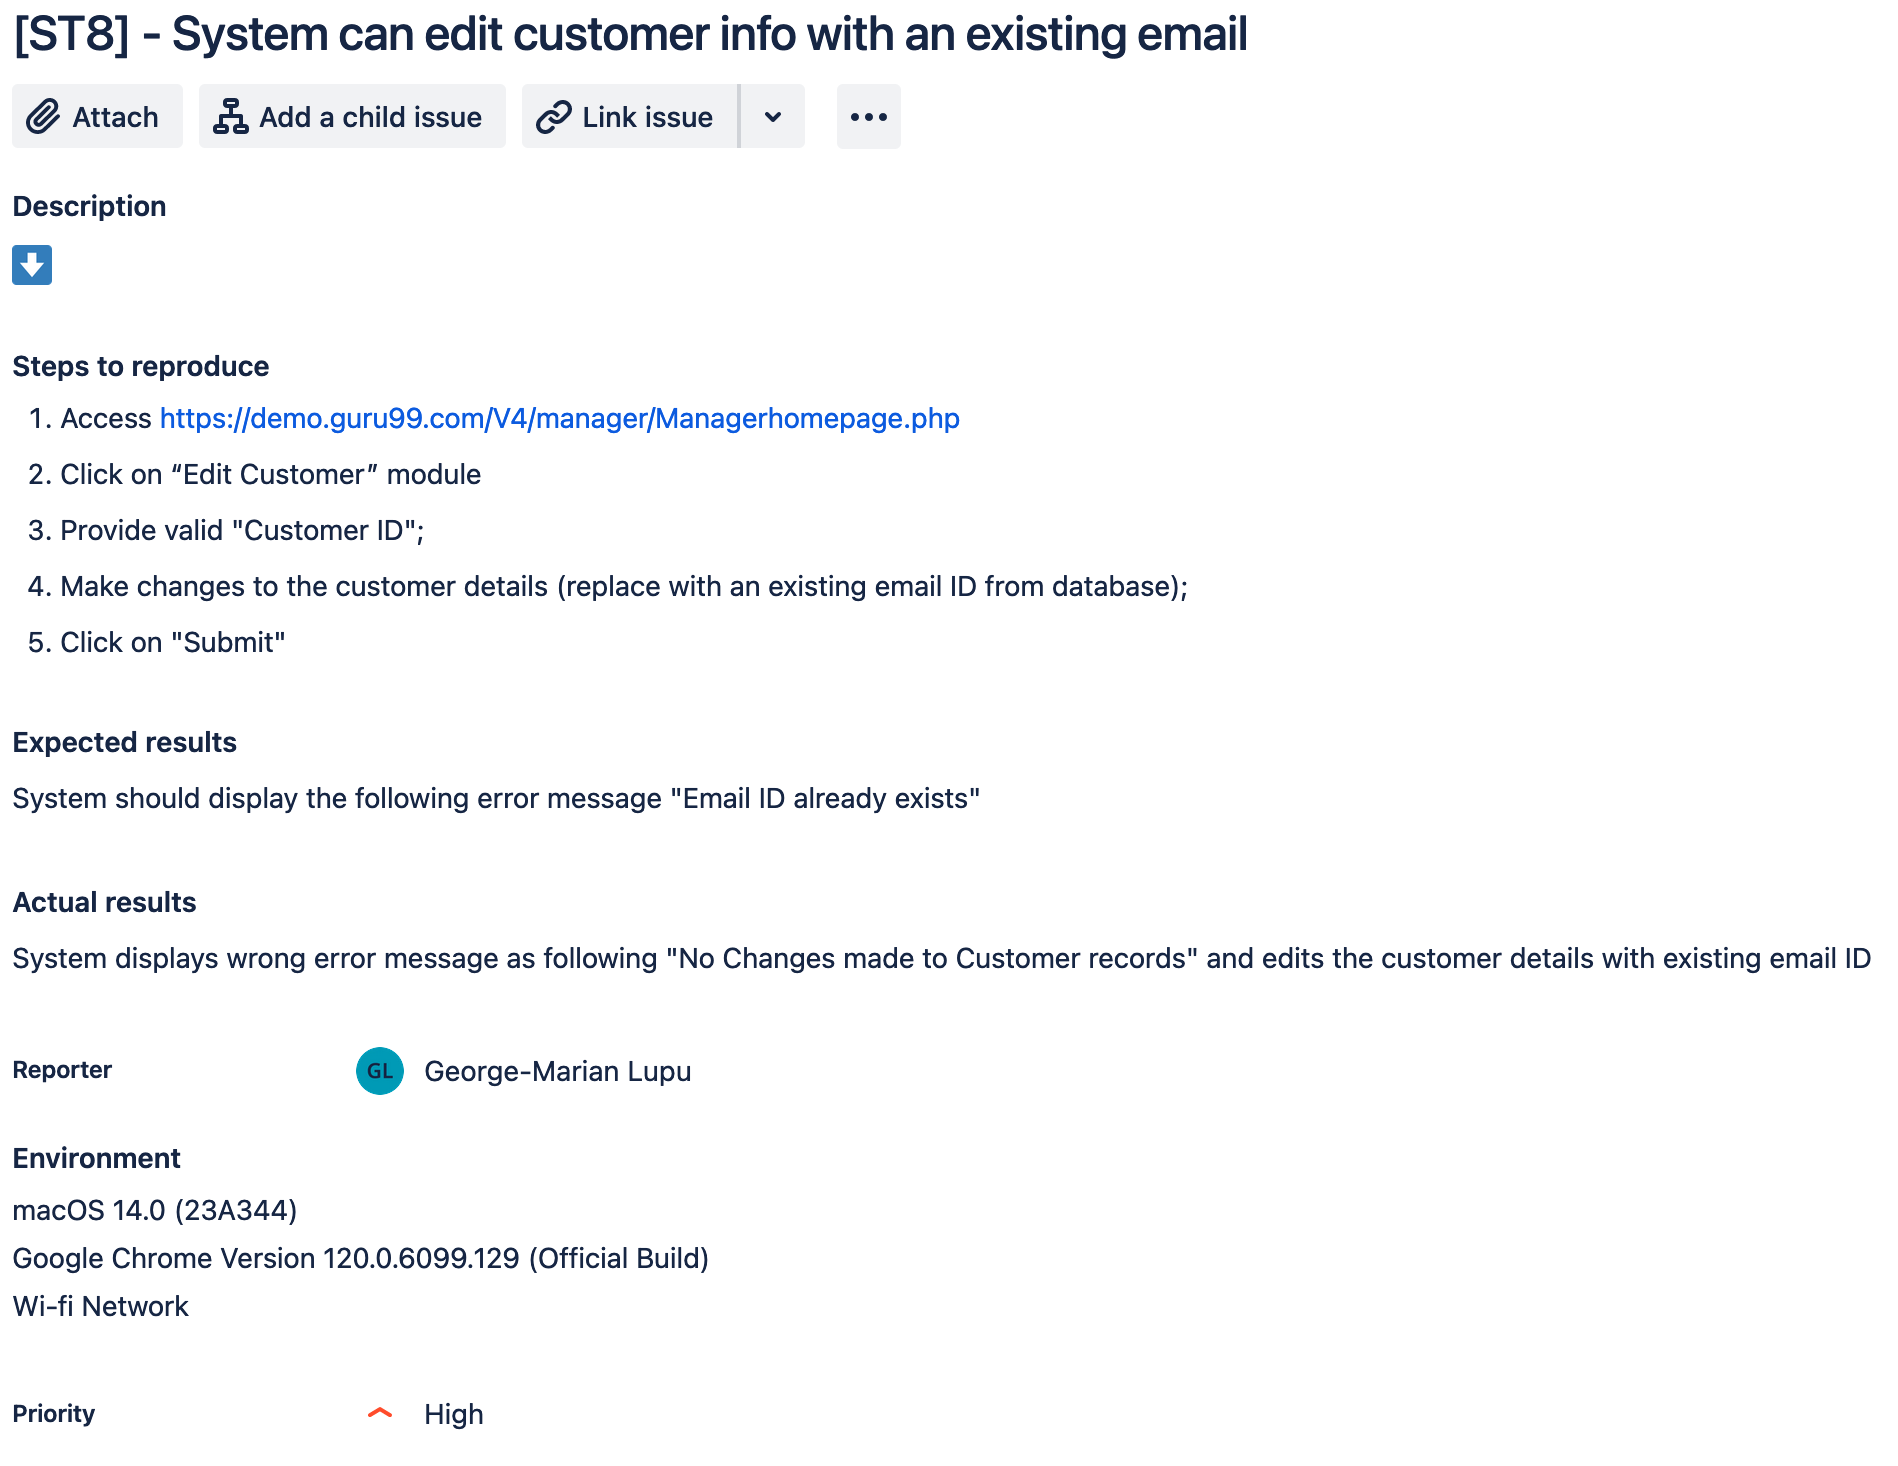 [ST8] - System can edit customer info with an existing email
Attach Add a child issue Link issue
Description
Steps to reproduce
1. Access https://demo.guru99.com/V4/manager/Managerhomepage.php
2. Click on “Edit Customer” module
3. Provide valid "Customer ID";
4. Make changes to the customer details (replace with an existing email ID from database);
5. Click on "Submit"
Expected results
System should display the following error message "Email ID already exists"
Actual results
System displays wrong error message as following "No Changes made to Customer records" and edits the customer details with existing email ID
Reporter GL George-Marian Lupu
Environment
macOS 14.0 (23A344)
Google Chrome Version 120.0.6099.129 (Official Build)
Wi-fi Network
Priority High